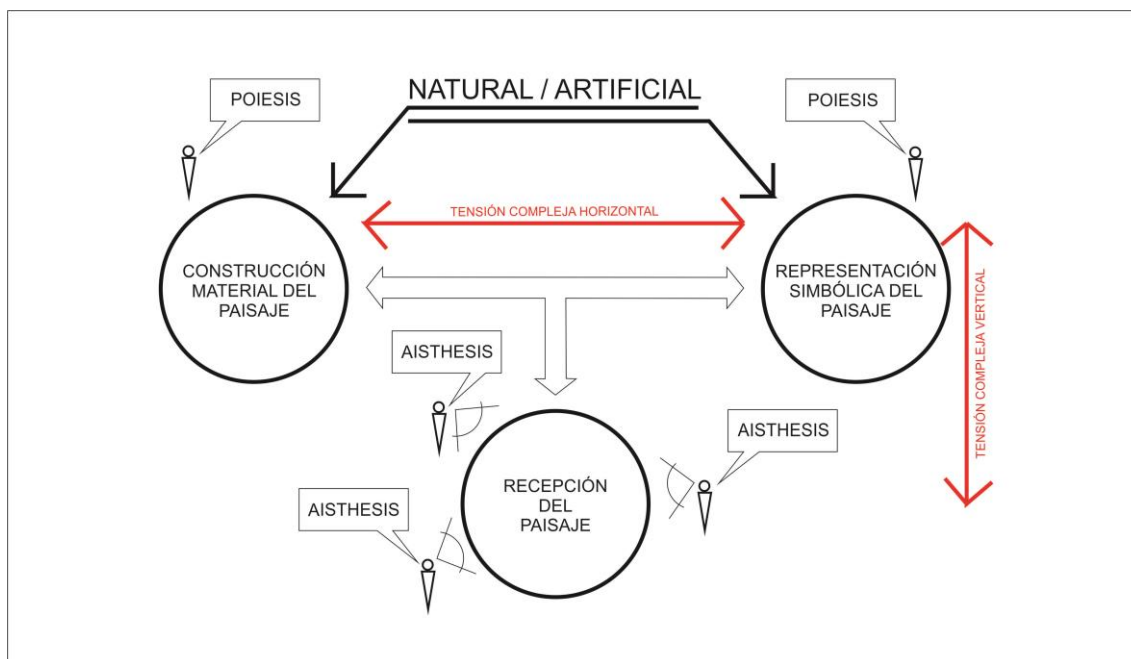 NATURAL / ARTIFICIAL
POIESIS
POIESIS
TENSIÓN COMPLEJA HORIZONTAL
CONSTRUCCIÓN
MATERIAL DEL
PAISAJE
REPRESENTACIÓN
SIMBÓLICA DEL
PAISAJE
TENSIÓN COMPLEJA VERTICAL
AISTHESIS
AISTHESIS
RECEPCIÓN
DEL
PAISAJE
AISTHESIS